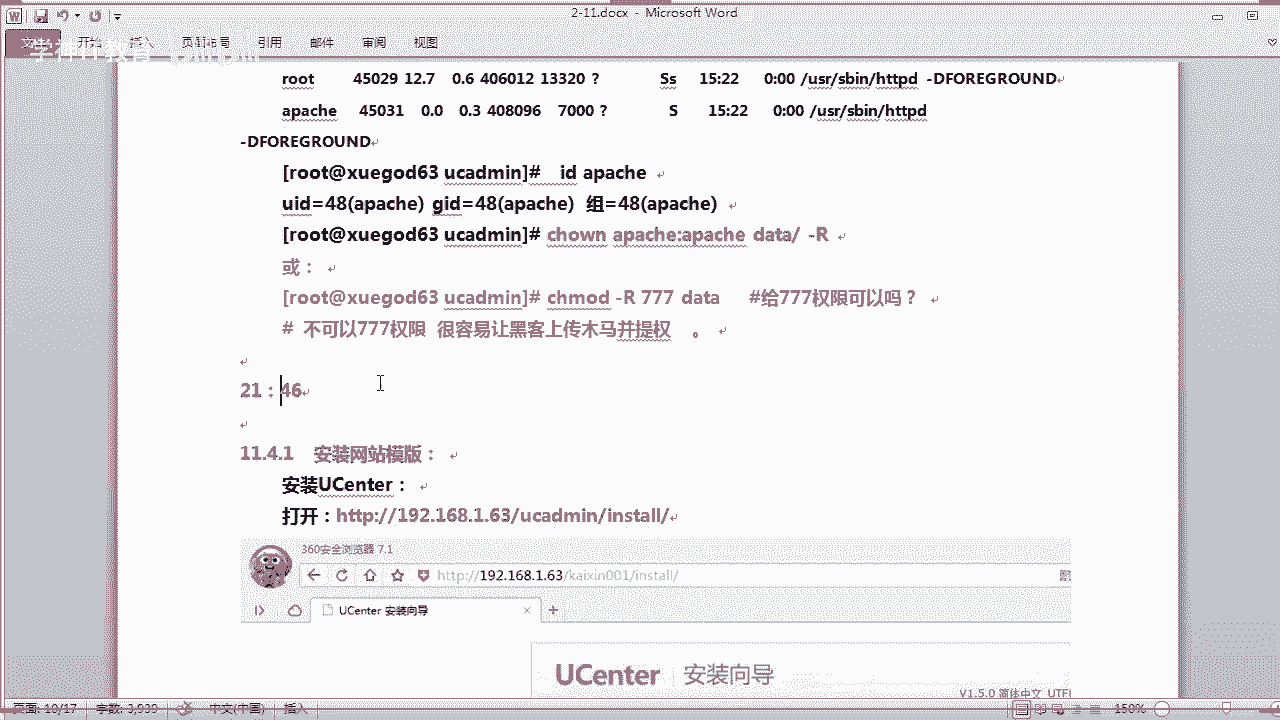 2-11.docx - Microsoft Word
文件 开始 插入 页面布局 引用 邮件 审阅 视图
root 45029 12.7 0.6 406012 13320 ? Ss 15:22 0:00 /usr/sbin/httpd -DFOREGROUND
apache 45031 0.0 0.3 408096 7000 ? S 15:22 0:00 /usr/sbin/httpd
-DFOREGROUND
[root@xuegod63 ucadmin]# id apache
uid=48(apache) gid=48(apache) 组=48(apache)
[root@xuegod63 ucadmin]# chown apache:apache data/ -R
或：
[root@xuegod63 ucadmin]# chmod -R 777 data #给777权限可以吗？
# 不可以777权限 很容易让黑客上传木马并提权 。
21：46
11.4.1 安装网站模版：
安装UCenter：
打开：http://192.168.1.63/ucadmin/install/
360安全浏览器 7.1
http://192.168.1.63/kaixin001/install/
UCenter 安装向导
UCenter 安装向导
V1.5.0 简体中文 UTF
页面: 10/17 字数: 3,939 中文(中国) 插入 150%